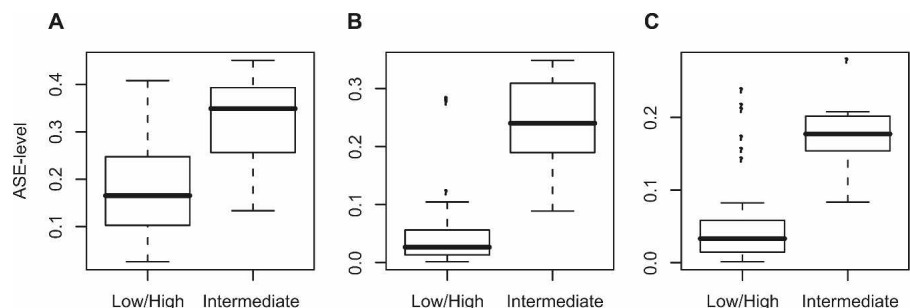 A
B
C
ASE-level
0.4
0.3
0.2
0.1
0.3
0.2
0.1
0.0
0.2
0.1
0.0
Low/High Intermediate
Low/High Intermediate
Low/High Intermediate